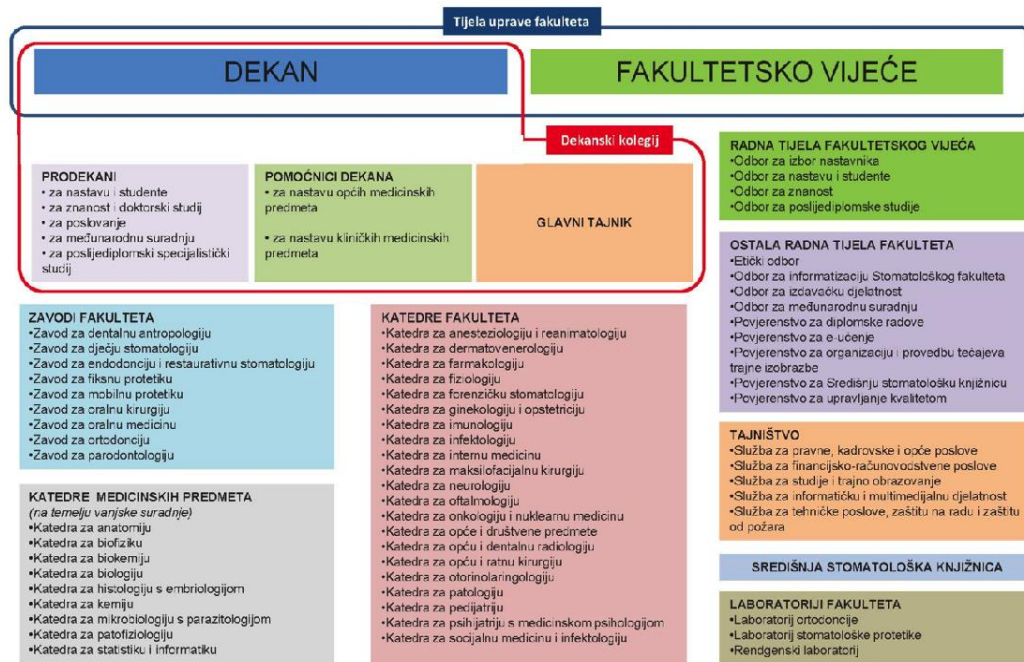 Tijela uprave fakulteta
DEKAN
FAKULTETSKO VIJEĆE
Dekanski kolegij
PRODEKANI
• za nastavu i studente
• za znanost i doktorski studij
• za poslovanje
• za međunarodnu suradnju
• za poslijediplomski specijalistički
studij
POMOĆNICI DEKANA
• za nastavu općih medicinskih
predmeta
• za nastavu kliničkih medicinskih
predmeta
GLAVNI TAJNIK
RADNA TIJELA FAKULTETSKOG VIJEĆA
•Odbor za izbor nastavnika
•Odbor za nastavu i studente
•Odbor za znanost
•Odbor za poslijediplomske studije
OSTALA RADNA TIJELA FAKULTETA
•Etički odbor
•Odbor za informatizaciju Stomatološkog fakulteta
•Odbor za izdavačku djelatnost
•Odbor za međunarodnu suradnju
•Povjerenstvo za diplomske radove
•Povjerenstvo za e-učenje
•Povjerenstvo za organizaciju i provedbu tečajeva
trajne izobrazbe
•Povjerenstvo za Središnju stomatološku knjižnicu
•Povjerenstvo za upravljanje kvalitetom
ZAVODI FAKULTETA
•Zavod za dentalnu antropologiju
•Zavod za dječju stomatologiju
•Zavod za endodonciju i restaurativnu stomatologiju
•Zavod za fiksnu protetiku
•Zavod za mobilnu protetiku
•Zavod za oralnu kirurgiju
•Zavod za oralnu medicinu
•Zavod za ortodonciju
•Zavod za parodontologiju
KATEDRE MEDICINSKIH PREDMETA
(na temelju vanjske suradnje)
•Katedra za anatomiju
•Katedra za biofiziku
•Katedra za biokemiju
•Katedra za biologiju
•Katedra za histologiju s embriologijom
•Katedra za kemiju
•Katedra za mikrobiologiju s parazitologijom
•Katedra za patofiziologiju
•Katedra za statistiku i informatiku
KATEDRE FAKULTETA
•Katedra za anesteziologiju i reanimatologiju
•Katedra za dermatovenerologiju
•Katedra za farmakologiju
•Katedra za fiziologiju
•Katedra za forenzičku stomatologiju
•Katedra za ginekologiju i opstetriciju
•Katedra za imunologiju
•Katedra za infektologiju
•Katedra za internu medicinu
•Katedra za maksilofacijalnu kirurgiju
•Katedra za neurologiju
•Katedra za oftalmologiju
•Katedra za onkologiju i nuklearnu medicinu
•Katedra za opće i društvene predmete
•Katedra za opću i dentalnu radiologiju
•Katedra za opću i ratnu kirurgiju
•Katedra za otorinolaringologiju
•Katedra za patologiju
•Katedra za pedijatriju
•Katedra za psihijatriju s medicinskom psihologijom
•Katedra za socijalnu medicinu i infektologiju
TAJNIŠTVO
•Služba za pravne, kadrovske i opće poslove
•Služba za financijsko-računovodstvene poslove
•Služba za studije i trajno obrazovanje
•Služba za informatičku i multimedijalnu djelatnost
•Služba za tehničke poslove, zaštitu na radu i zaštitu
od požara
SREDIŠNJA STOMATOLOŠKA KNJIŽNICA
LABORATORIJI FAKULTETA
•Laboratorij ortodoncije
•Laboratorij stomatološke protetike
•Rendgenski laboratorij